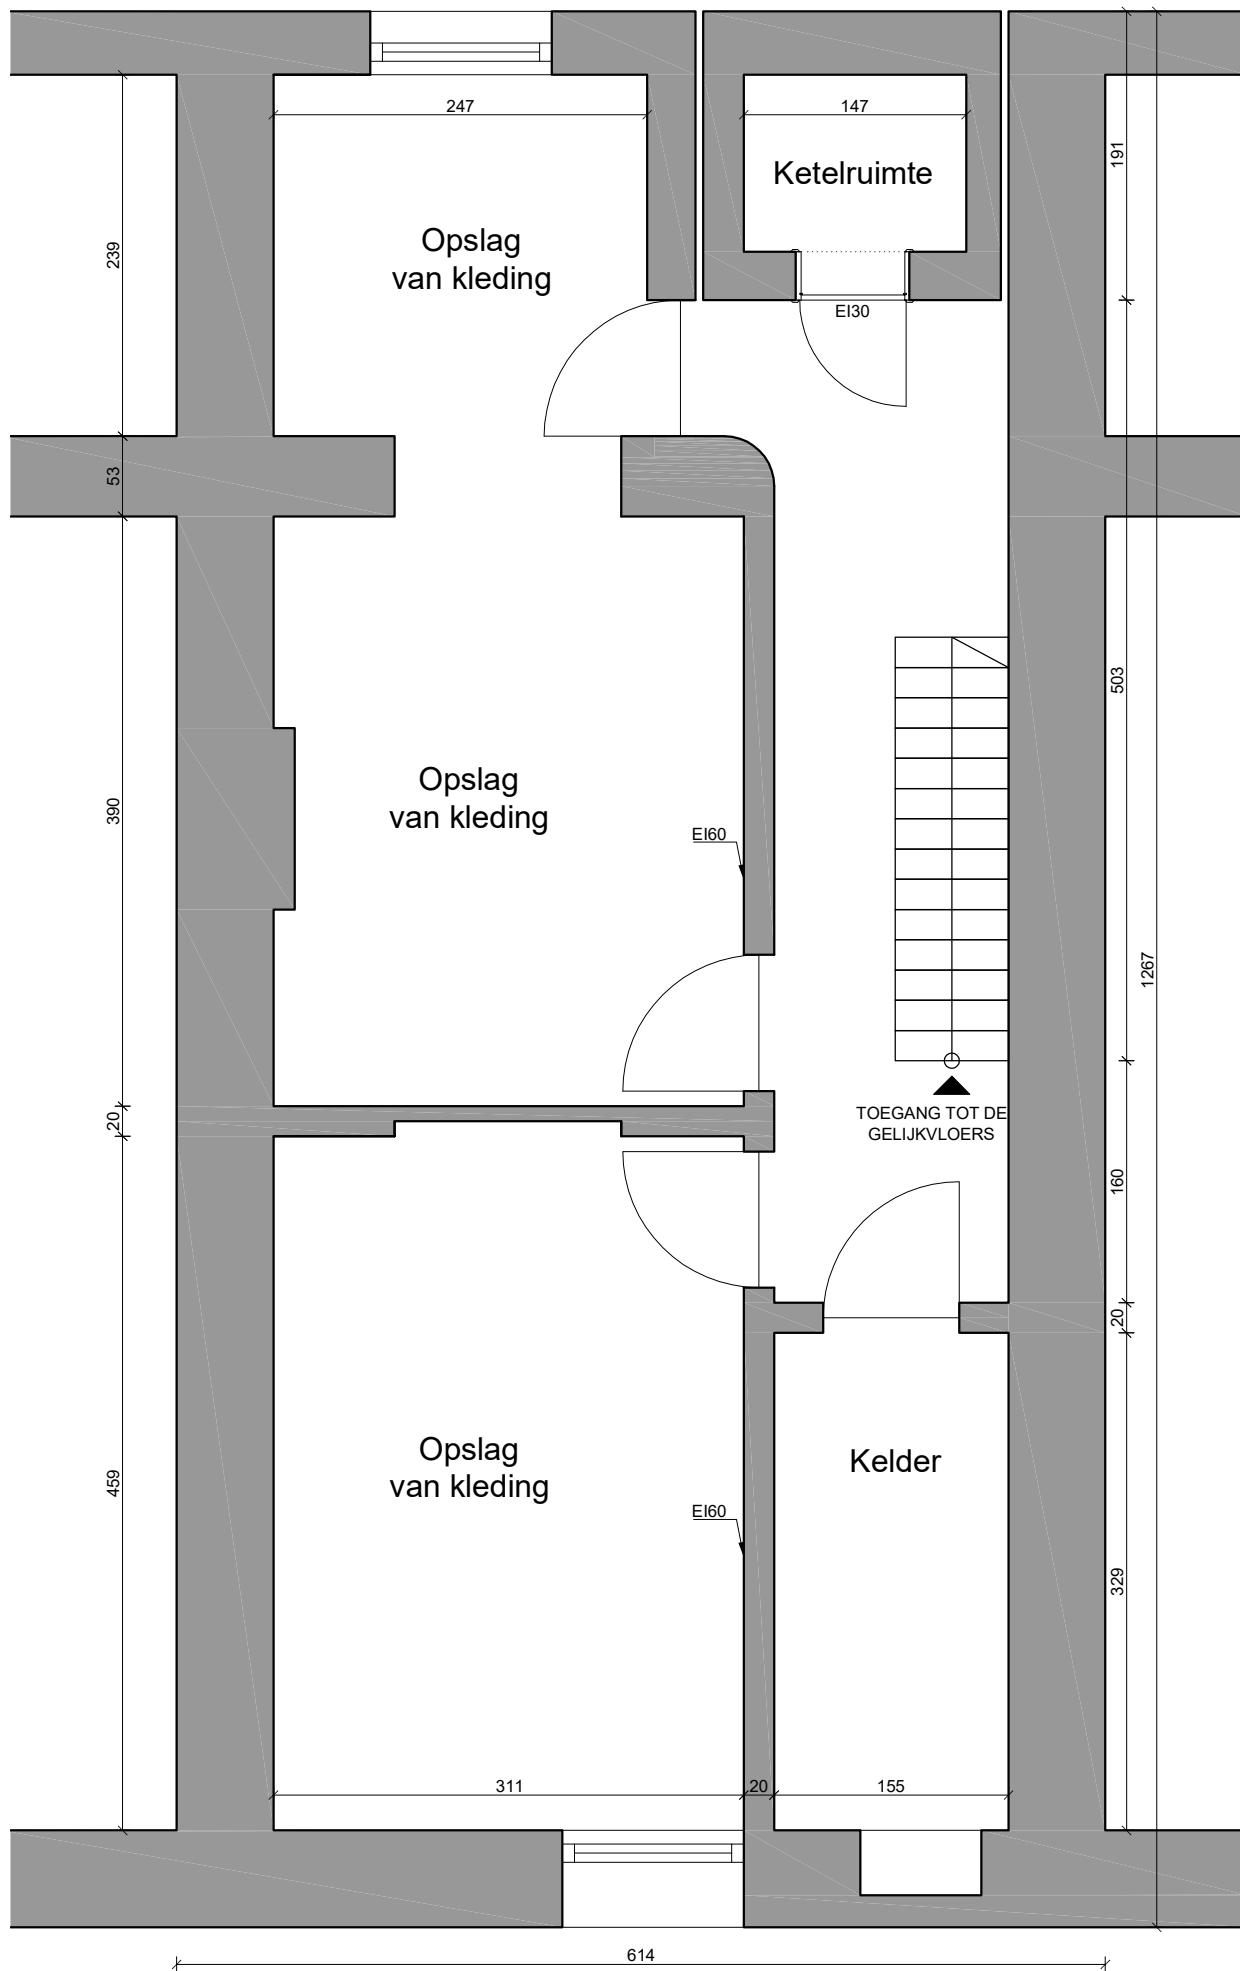 247
147
191
Ketelruimte
239
Opslag
van kleding
EI30
53
503
Opslag
van kleding
390
EI60
1267
TOEGANG TOT DE
GELIJKVLOERS
20
160
20
Opslag
van kleding
Kelder
459
EI60
329
311
20
155
614